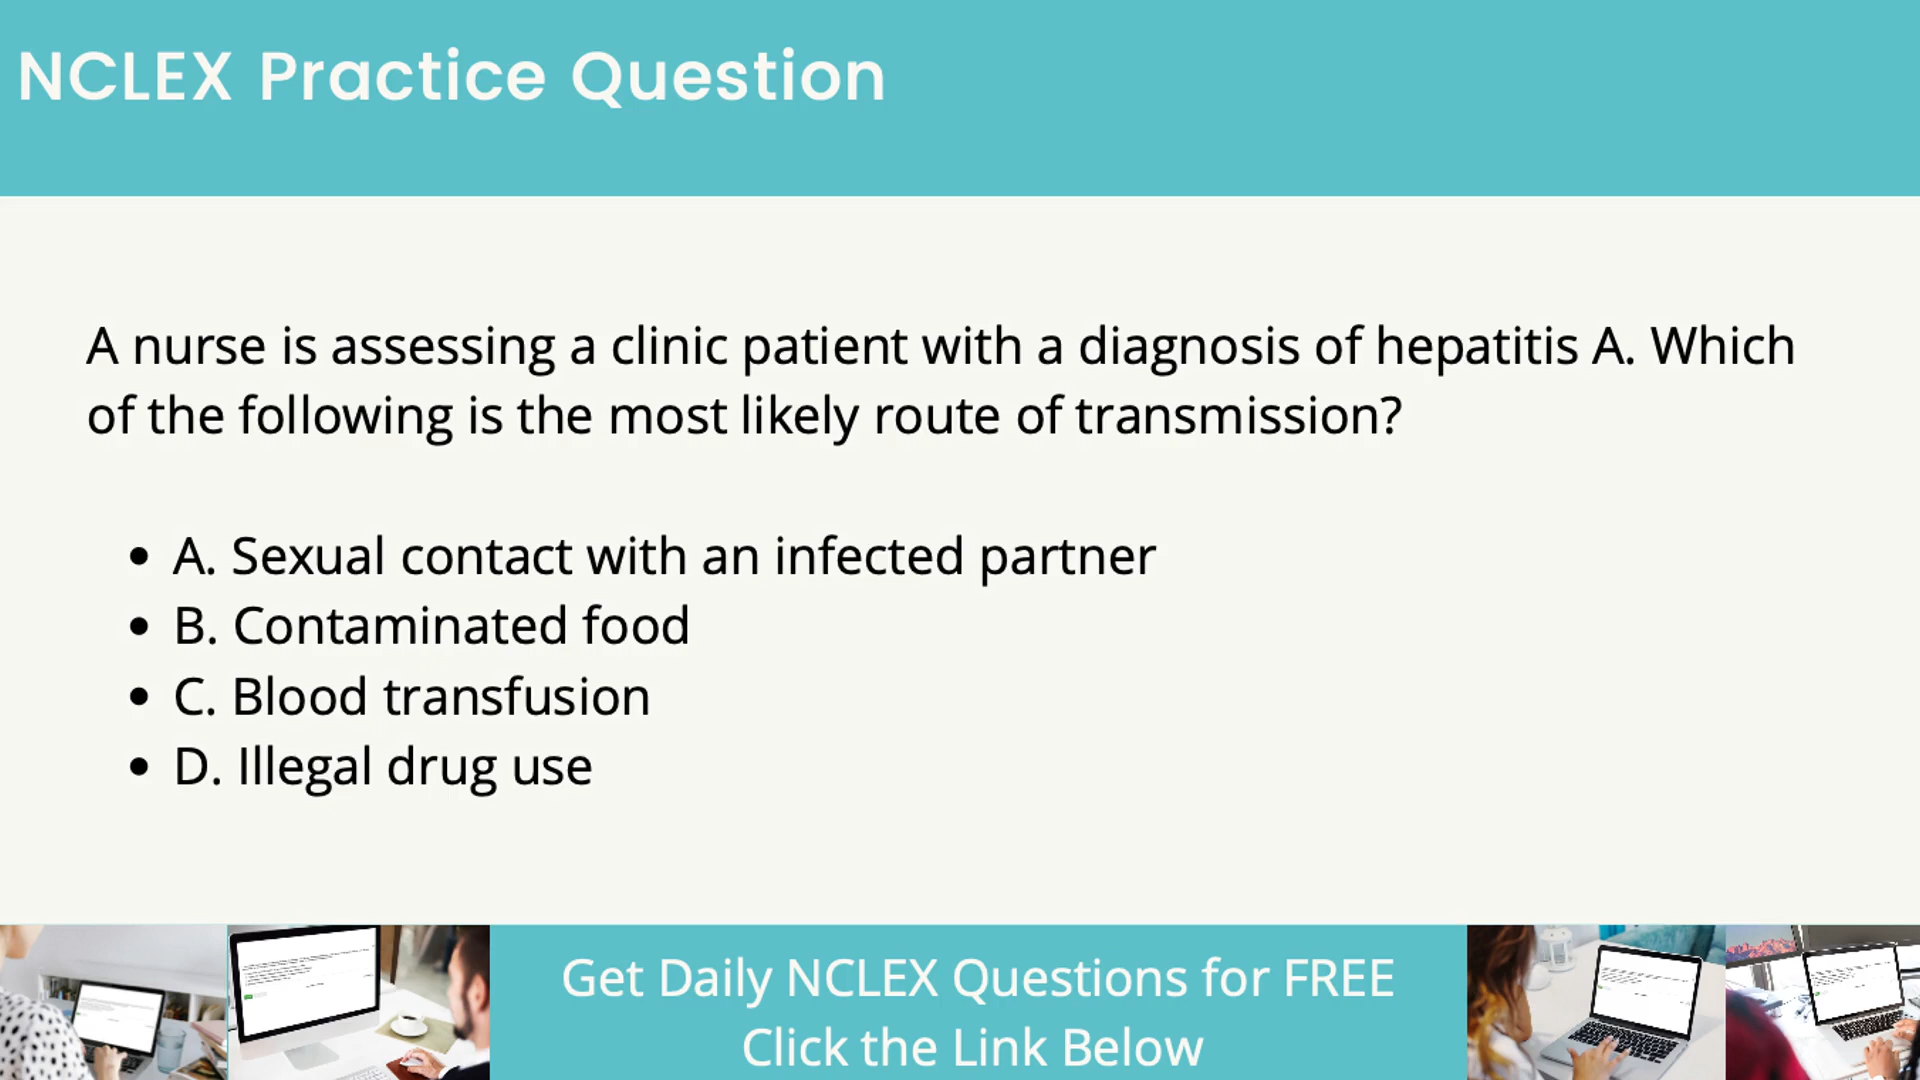 NCLEX Practice Question
A nurse is assessing a clinic patient with a diagnosis of hepatitis A. Which
of the following is the most likely route of transmission?
• A. Sexual contact with an infected partner
• B. Contaminated food
• C. Blood transfusion
• D. Illegal drug use
Get Daily NCLEX Questions for FREE
Click the Link Below